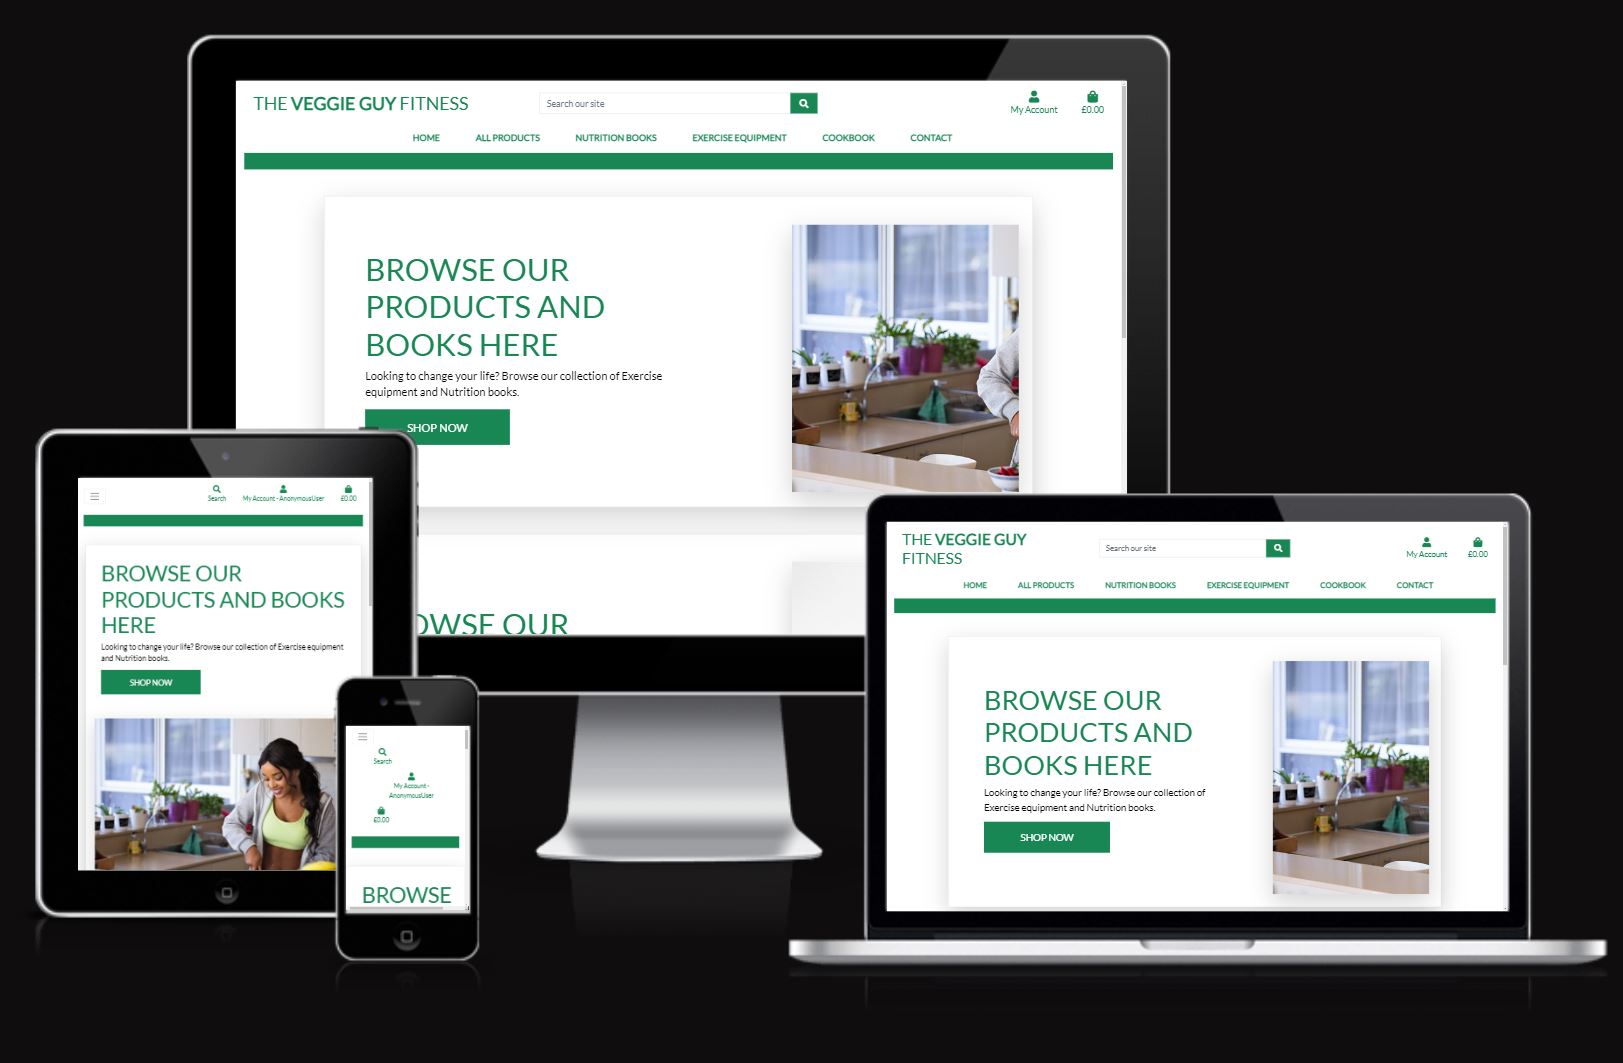 THE VEGGIE GUY FITNESS
Search our site
My Account
£0.00
HOME
ALL PRODUCTS
NUTRITION BOOKS
EXERCISE EQUIPMENT
COOKBOOK
CONTACT
BROWSE OUR
PRODUCTS AND
BOOKS HERE
Looking to change your life? Browse our collection of Exercise
equipment and Nutrition books.
SHOP NOW
OWSE OUR
Search
My Account - AnonymousUser
£0.00
BROWSE OUR
PRODUCTS AND BOOKS
HERE
Looking to change your life? Browse our collection of Exercise equipment
and Nutrition books.
SHOP NOW
Search
My Account -
AnonymousUser
£0.00
BROWSE
THE VEGGIE GUY
FITNESS
Search our site
My Account
£0.00
HOME
ALL PRODUCTS
NUTRITION BOOKS
EXERCISE EQUIPMENT
COOKBOOK
CONTACT
BROWSE OUR
PRODUCTS AND
BOOKS HERE
Looking to change your life? Browse our collection of
Exercise equipment and Nutrition books.
SHOP NOW